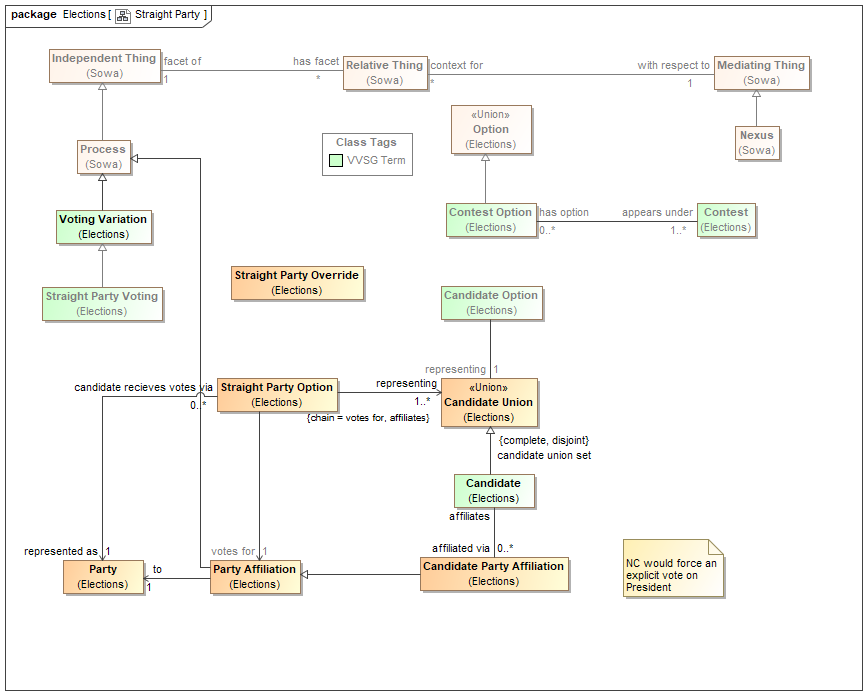 package Elections [ Straight Party ]
Independent Thing
(Sowa)
facet of
1
has facet
*
Relative Thing
(Sowa)
context for
*
with respect to
1
Mediating Thing
(Sowa)
«Union»
Option
(Elections)
Nexus
(Sowa)
Class Tags
VVSG Term
Process
(Sowa)
Voting Variation
(Elections)
Contest Option
(Elections)
has option
0..*
appears under
1..*
Contest
(Elections)
Straight Party Override
(Elections)
Straight Party Voting
(Elections)
Candidate Option
(Elections)
representing 1
candidate recieves votes via
0..*
Straight Party Option
(Elections)
representing
1..*
{chain = votes for, affiliates}
«Union»
Candidate Union
(Elections)
{complete, disjoint}
candidate union set
Candidate
(Elections)
affiliates
affiliated via 0..*
represented as 1
votes for 1
Party
(Elections)
to
1
Party Affiliation
(Elections)
Candidate Party Affiliation
(Elections)
NC would force an
explicit vote on
President